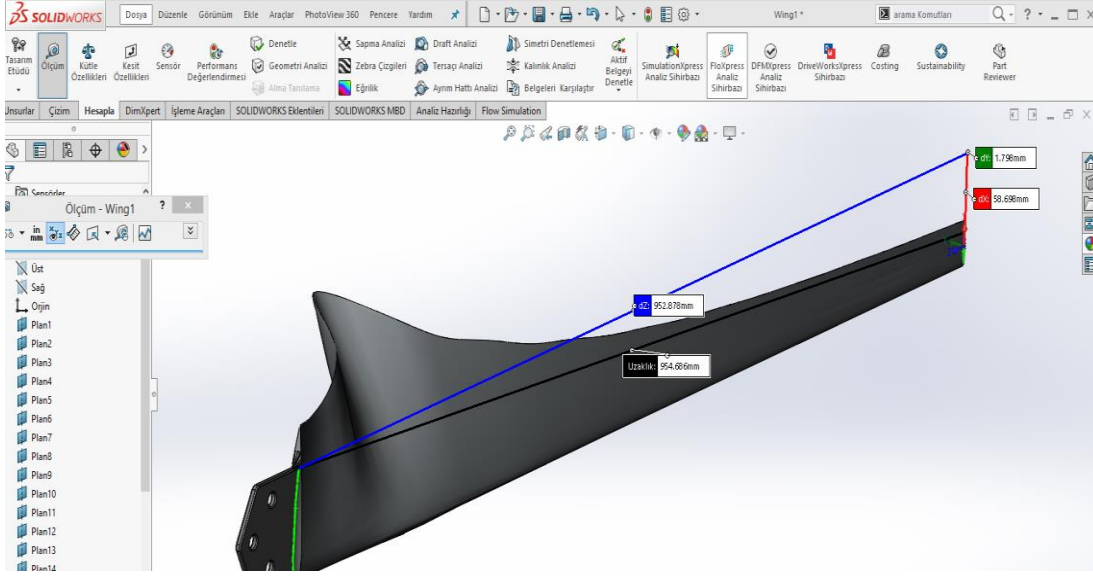 SOLIDWORKS Dosya Düzenle Görünüm Ekle Araçlar PhotoView 360 Pencere Yardım Wing1 * arama Komutları
Tasarım Etüdü
Ölçüm
Kütle Özellikleri
Kesit Özellikleri
Sensör
Performans Değerlendirmesi
Denetle
Geometri Analizi
Alma Tanılama
Sapma Analizi
Zebra Çizgileri
Eğrilik
Draft Analizi
Tersaçı Analizi
Ayrım Hattı Analizi
Simetri Denetlemesi
Kalınlık Analizi
Belgeleri Karşılaştır
Aktif Belgeyi Denetle
SimulationXpress Analiz Sihirbazı
FloXpress Analiz Sihirbazı
DFMXpress Analiz Sihirbazı
DriveWorksXpress Sihirbazı
Costing
Sustainability
Part Reviewer
Unsurlar Çizim Hesapla DimXpert İşleme Araçları SOLIDWORKS Eklentileri SOLIDWORKS MBD Analiz Hazırlığı Flow Simulation
Sensörler
Ölçüm - Wing1 ?
in mm
Üst
Sağ
Orjin
Plan1
Plan2
Plan3
Plan4
Plan5
Plan6
Plan7
Plan8
Plan9
Plan10
Plan11
Plan12
Plan13
Plan14
dY: 1.798mm
dX: 58.698mm
dZ: 952.878mm
Uzaklık: 954.686mm